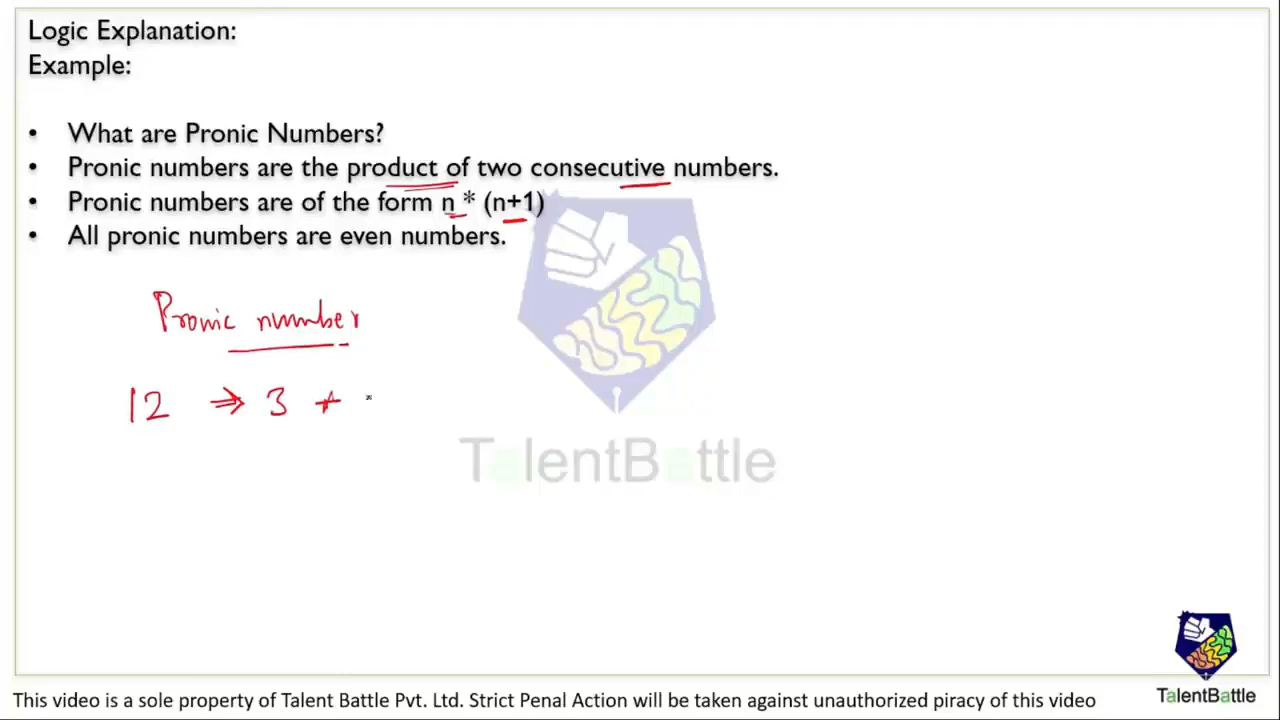 Logic Explanation:
Example:
• What are Pronic Numbers?
• Pronic numbers are the product of two consecutive numbers.
• Pronic numbers are of the form n * (n+1)
• All pronic numbers are even numbers.
Pronic number
12 ⇒ 3 *
TalentBattle
TalentBattle
This video is a sole property of Talent Battle Pvt. Ltd. Strict Penal Action will be taken against unauthorized piracy of this video